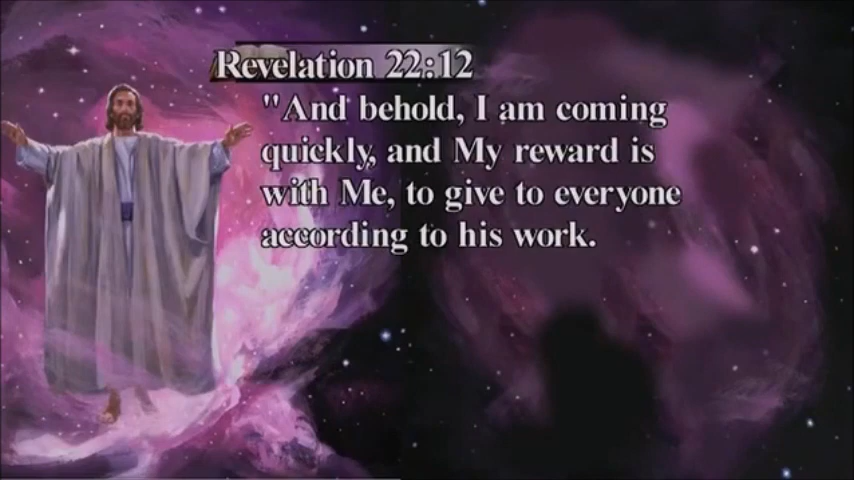 Revelation 22:12
"And behold, I am coming
quickly, and My reward is
with Me, to give to everyone
according to his work.